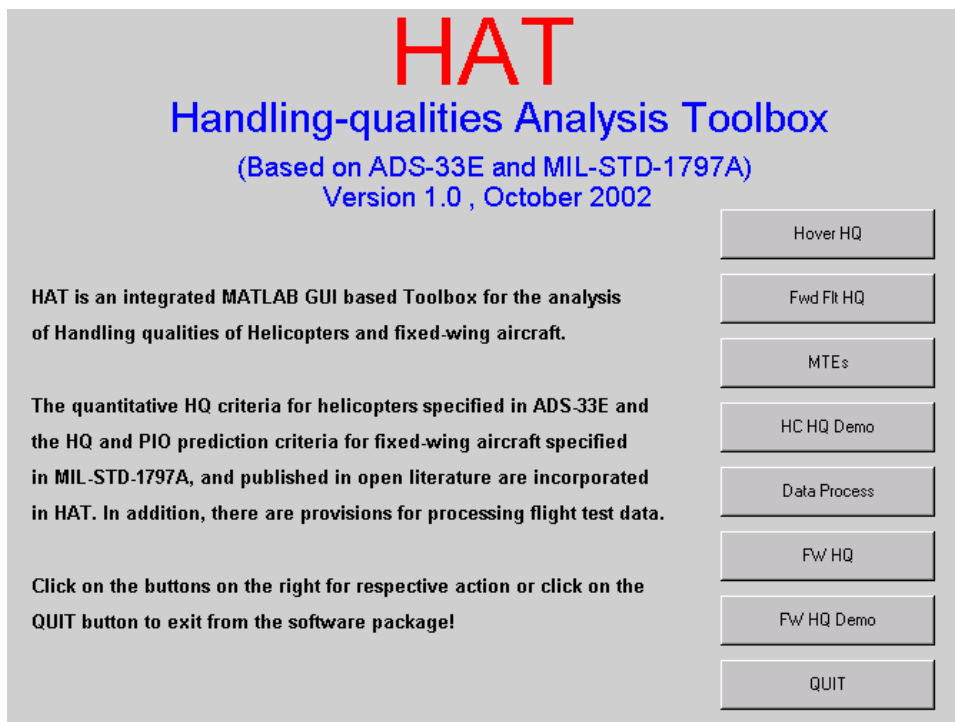 HAT
Handling-qualities Analysis Toolbox
(Based on ADS-33E and MIL-STD-1797A)
Version 1.0 , October 2002
HAT is an integrated MATLAB GUI based Toolbox for the analysis
of Handling qualities of Helicopters and fixed-wing aircraft.
The quantitative HQ criteria for helicopters specified in ADS-33E and
the HQ and PIO prediction criteria for fixed-wing aircraft specified
in MIL-STD-1797A, and published in open literature are incorporated
in HAT. In addition, there are provisions for processing flight test data.
Click on the buttons on the right for respective action or click on the
QUIT button to exit from the software package!
Hover HQ
Fwd Flt HQ
MTEs
HC HQ Demo
Data Process
FW HQ
FW HQ Demo
QUIT